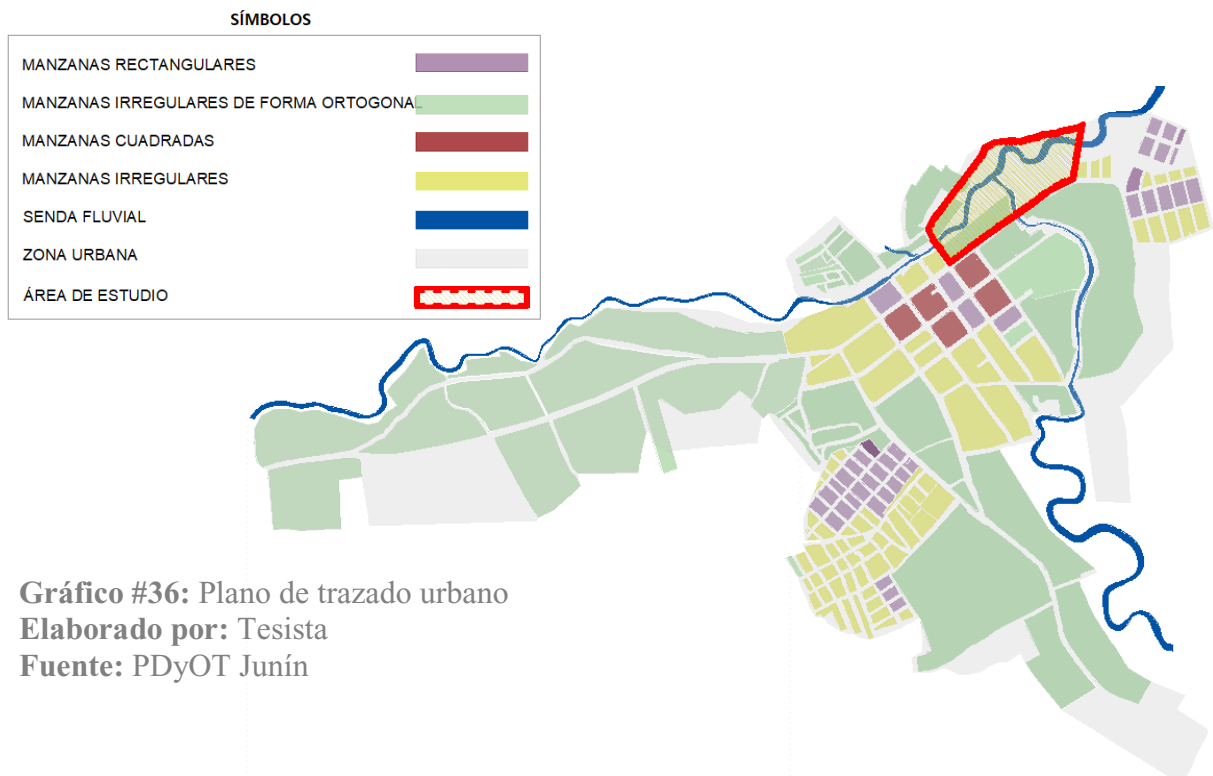 SÍMBOLOS
MANZANAS RECTANGULARES
MANZANAS IRREGULARES DE FORMA ORTOGONAL
MANZANAS CUADRADAS
MANZANAS IRREGULARES
SENDA FLUVIAL
ZONA URBANA
ÁREA DE ESTUDIO
Gráfico #36: Plano de trazado urbano
Elaborado por: Tesista
Fuente: PDyOT Junín